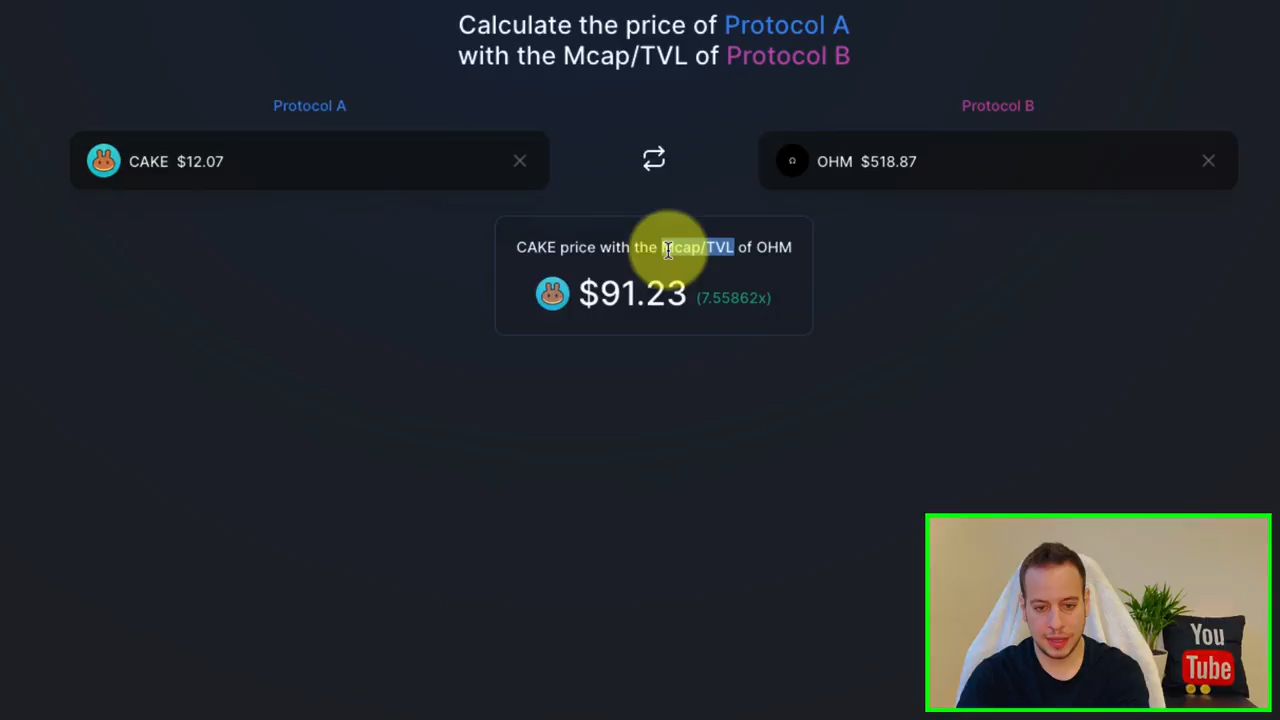 Calculate the price of Protocol A
with the Mcap/TVL of Protocol B
Protocol A
Protocol B
CAKE $12.07
OHM $518.87
CAKE price with the Mcap/TVL of OHM
$91.23 (7.55862x)
You
Tube